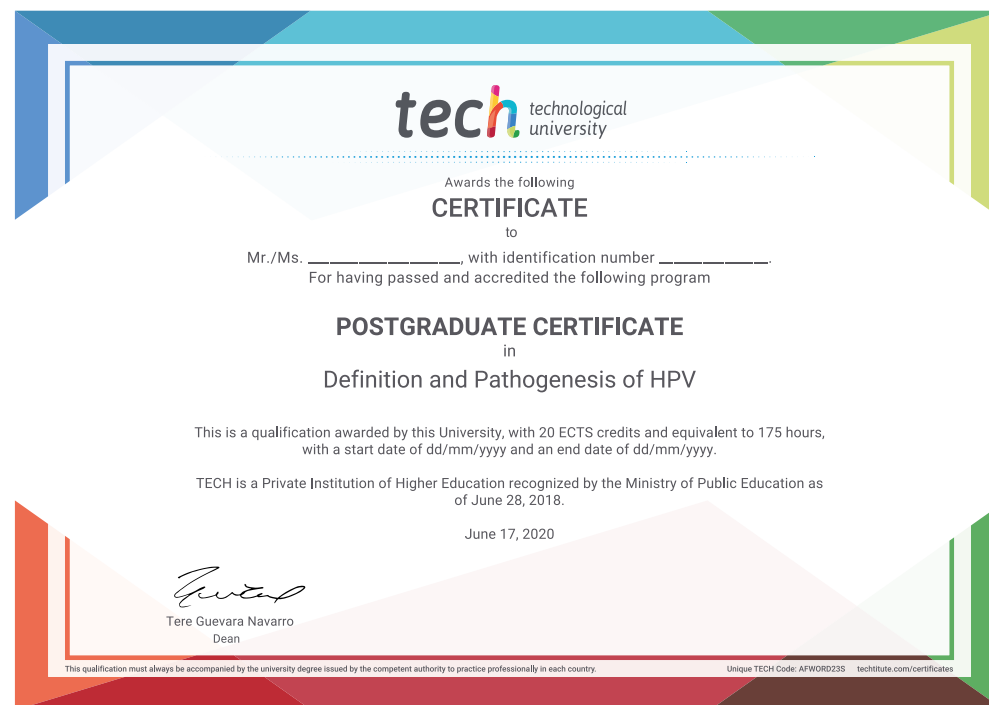 tech technological
university
Awards the following
CERTIFICATE
to
Mr./Ms. ____________________, with identification number ______________.
For having passed and accredited the following program
POSTGRADUATE CERTIFICATE
in
Definition and Pathogenesis of HPV
This is a qualification awarded by this University, with 20 ECTS credits and equivalent to 175 hours,
with a start date of dd/mm/yyyy and an end date of dd/mm/yyyy.
TECH is a Private Institution of Higher Education recognized by the Ministry of Public Education as
of June 28, 2018.
June 17, 2020
Tere Guevara Navarro
Dean
This qualification must always be accompanied by the university degree issued by the competent authority to practice professionally in each country.
Unique TECH Code: AFWORD23S techtitute.com/certificates